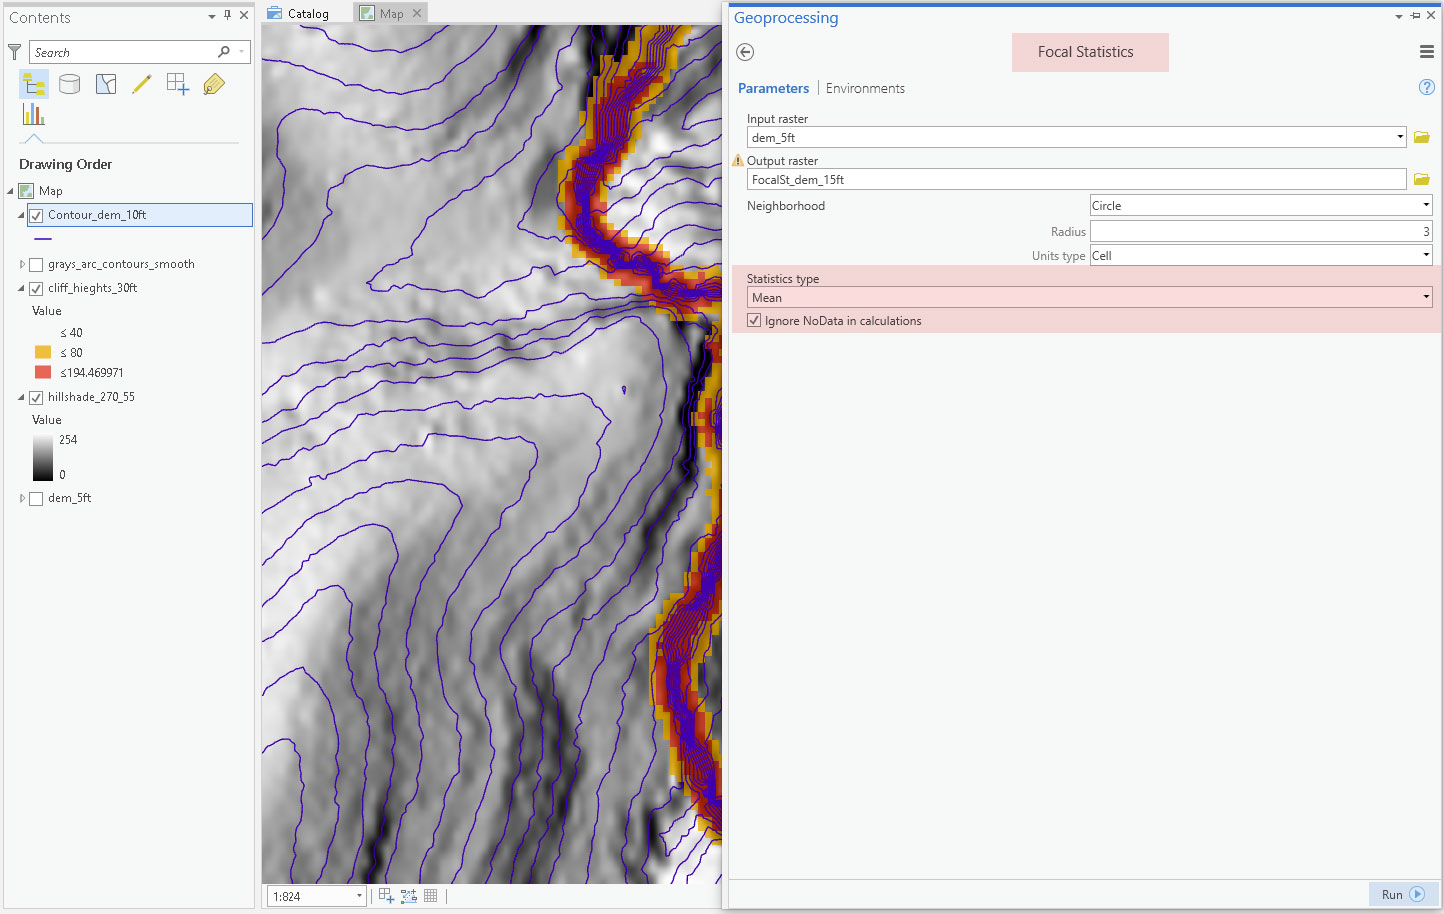 Contents
Search
Drawing Order
Map
Contour_dem_10ft
grays_arc_contours_smooth
cliff_hieghts_30ft
Value
≤ 40
≤ 80
≤194.469971
hillshade_270_55
Value
254
0
dem_5ft
Catalog
Map
1:824
Geoprocessing
Focal Statistics
Parameters
Environments
Input raster
dem_5ft
Output raster
FocalSt_dem_15ft
Neighborhood
Circle
Radius
3
Units type
Cell
Statistics type
Mean
Ignore NoData in calculations
Run